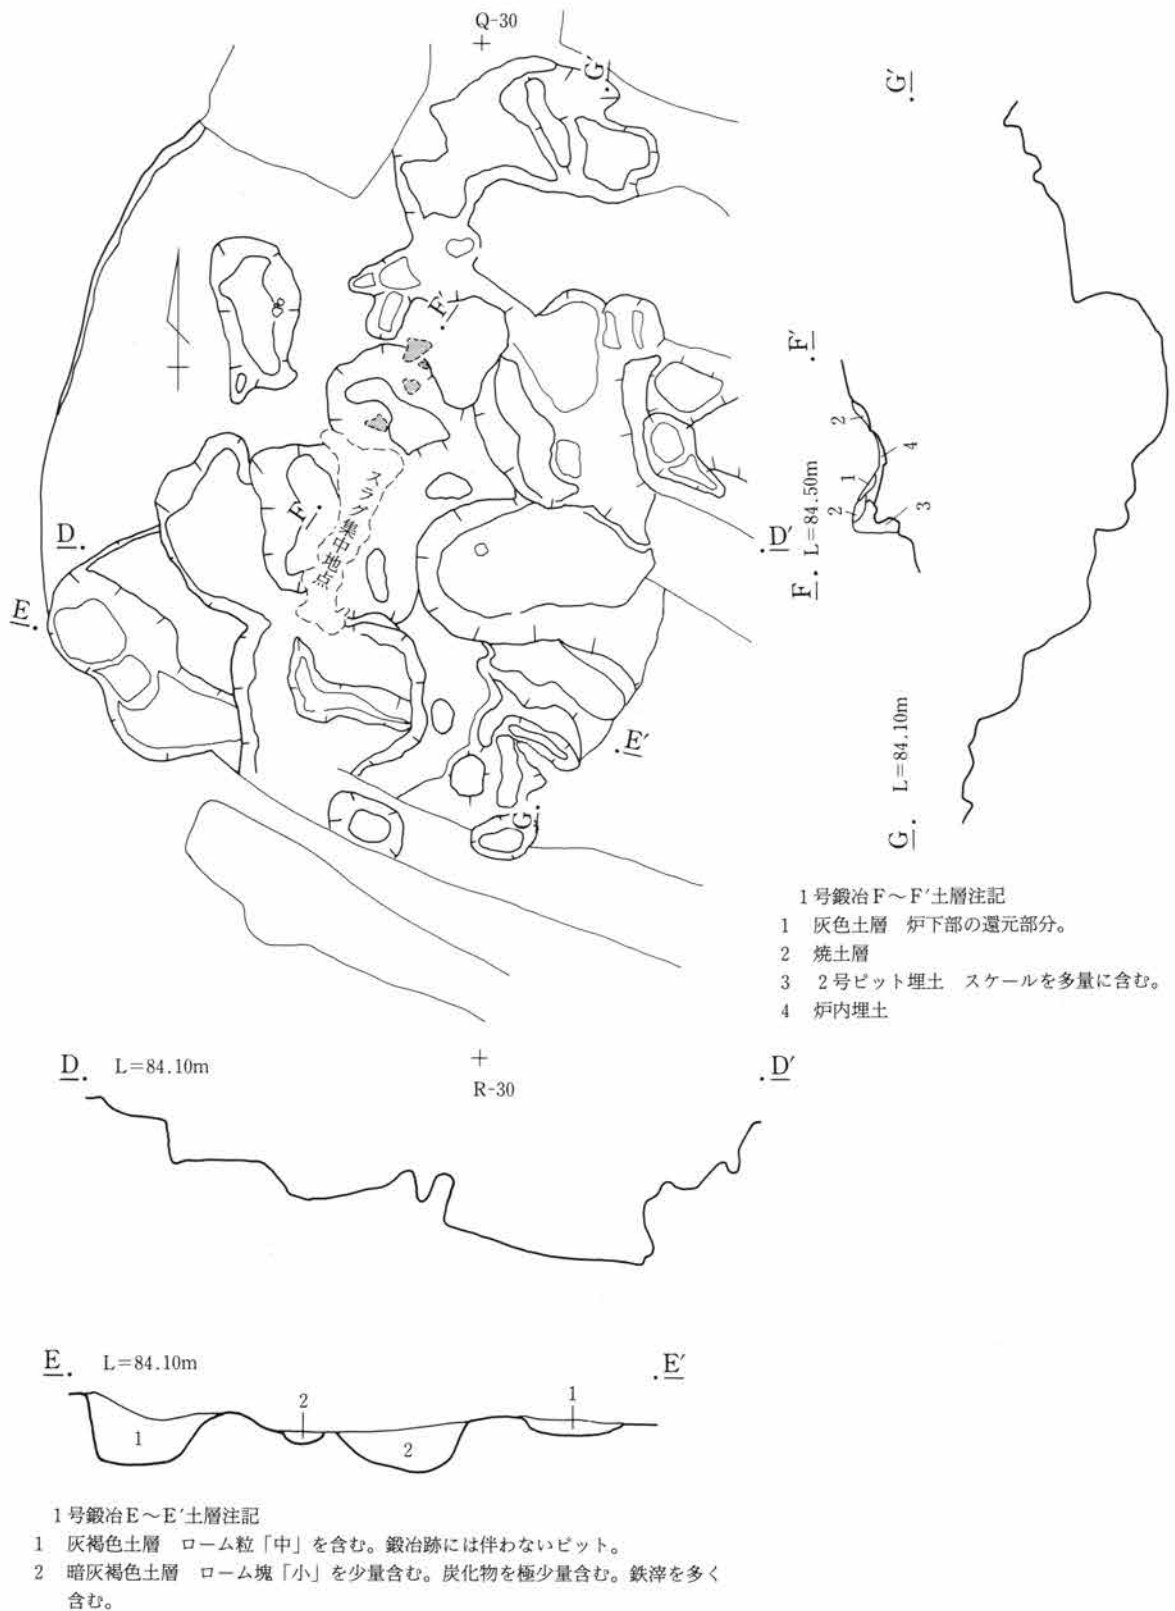 Q-30
G′
G′
F′
F′
スラグ集中地点
F
D
D′
F L=84.50m
2
4
1
2
3
E
E′
G
G L=84.10m
1号鍛冶F〜F′土層注記
1 灰色土層 炉下部の還元部分。
2 焼土層
3 2号ピット埋土 スケールを多量に含む。
4 炉内埋土
D L=84.10m
D′
R-30
E L=84.10m
E′
2
1
1
2
1号鍛冶E〜E′土層注記
1 灰褐色土層 ローム粒「中」を含む。鍛冶跡には伴わないピット。
2 暗灰褐色土層 ローム塊「小」を少量含む。炭化物を極少量含む。鉄滓を多く
含む。